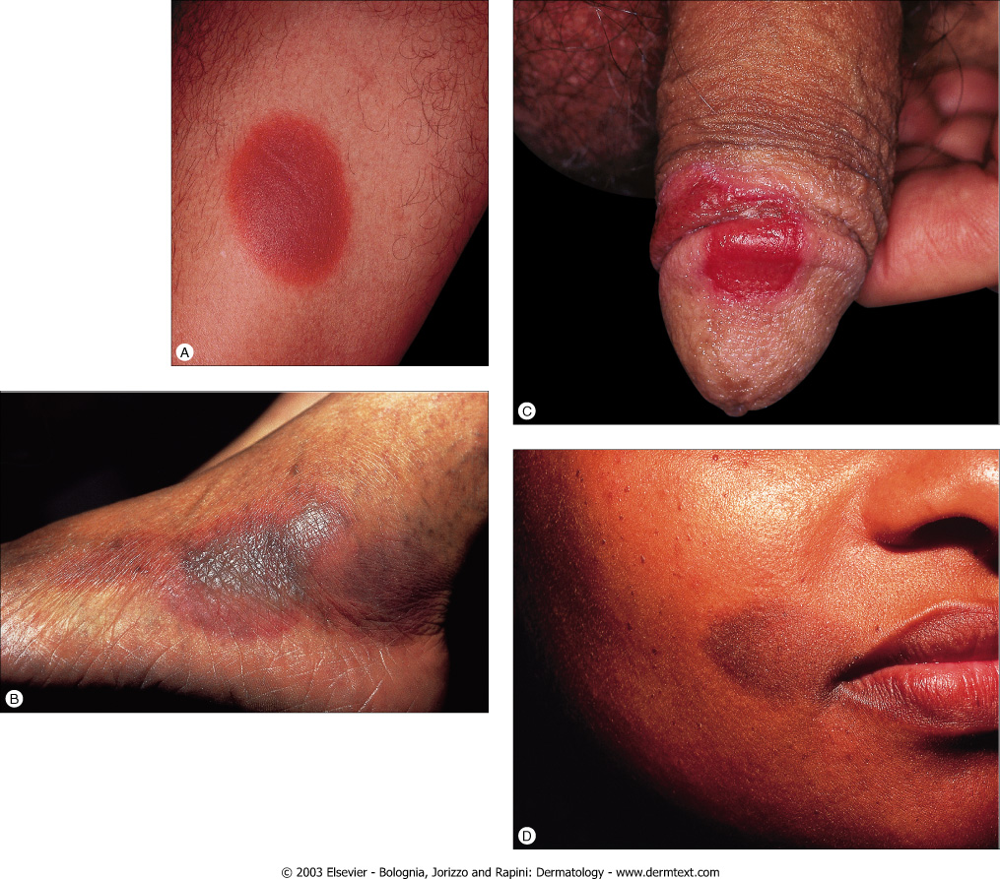 A
B
C
D
© 2003 Elsevier - Bolognia, Jorizzo and Rapini: Dermatology - www.dermtext.com